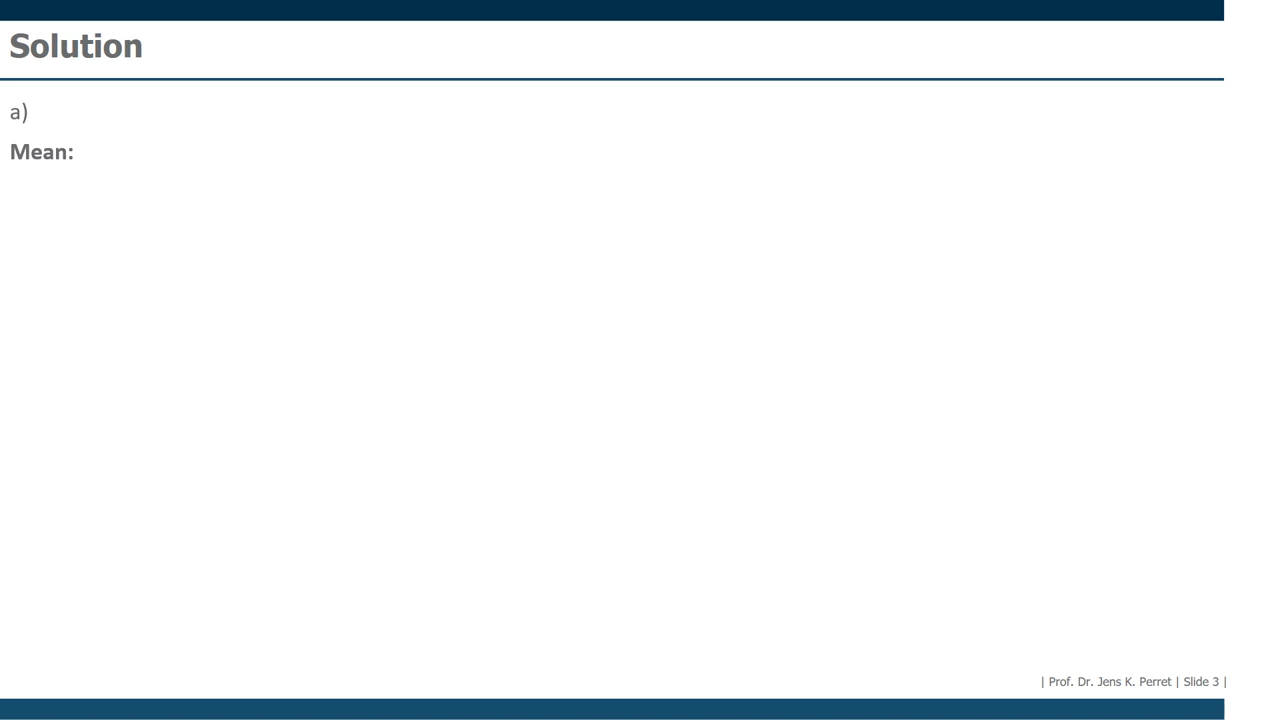 Solution
a)
Mean:
| Prof. Dr. Jens K. Perret | Slide 3 |